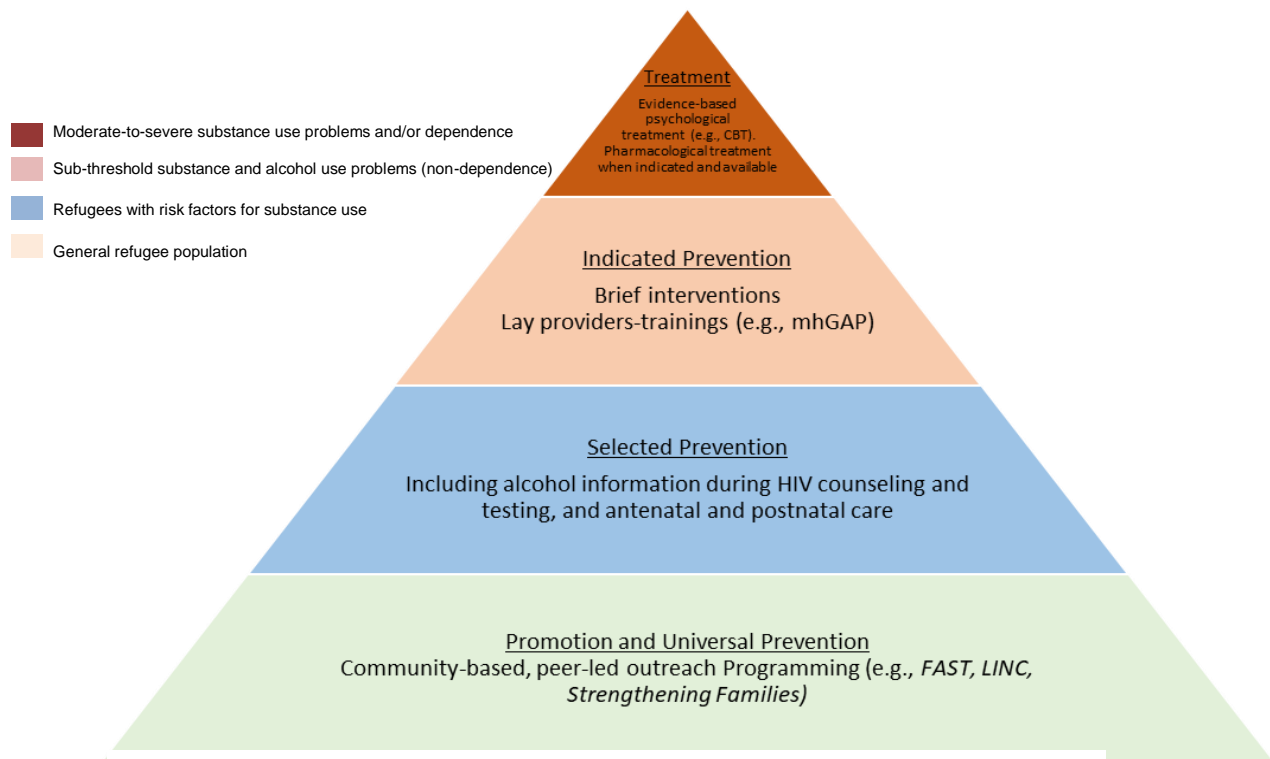 Moderate-to-severe substance use problems and/or dependence
Sub-threshold substance and alcohol use problems (non-dependence)
Refugees with risk factors for substance use
General refugee population
Treatment
Evidence-based
psychological
treatment (e.g., CBT).
Pharmacological treatment
when indicated and available
Indicated Prevention
Brief interventions
Lay providers-trainings (e.g., mhGAP)
Selected Prevention
Including alcohol information during HIV counseling and
testing, and antenatal and postnatal care
Promotion and Universal Prevention
Community-based, peer-led outreach Programming (e.g., FAST, LINC,
Strengthening Families)